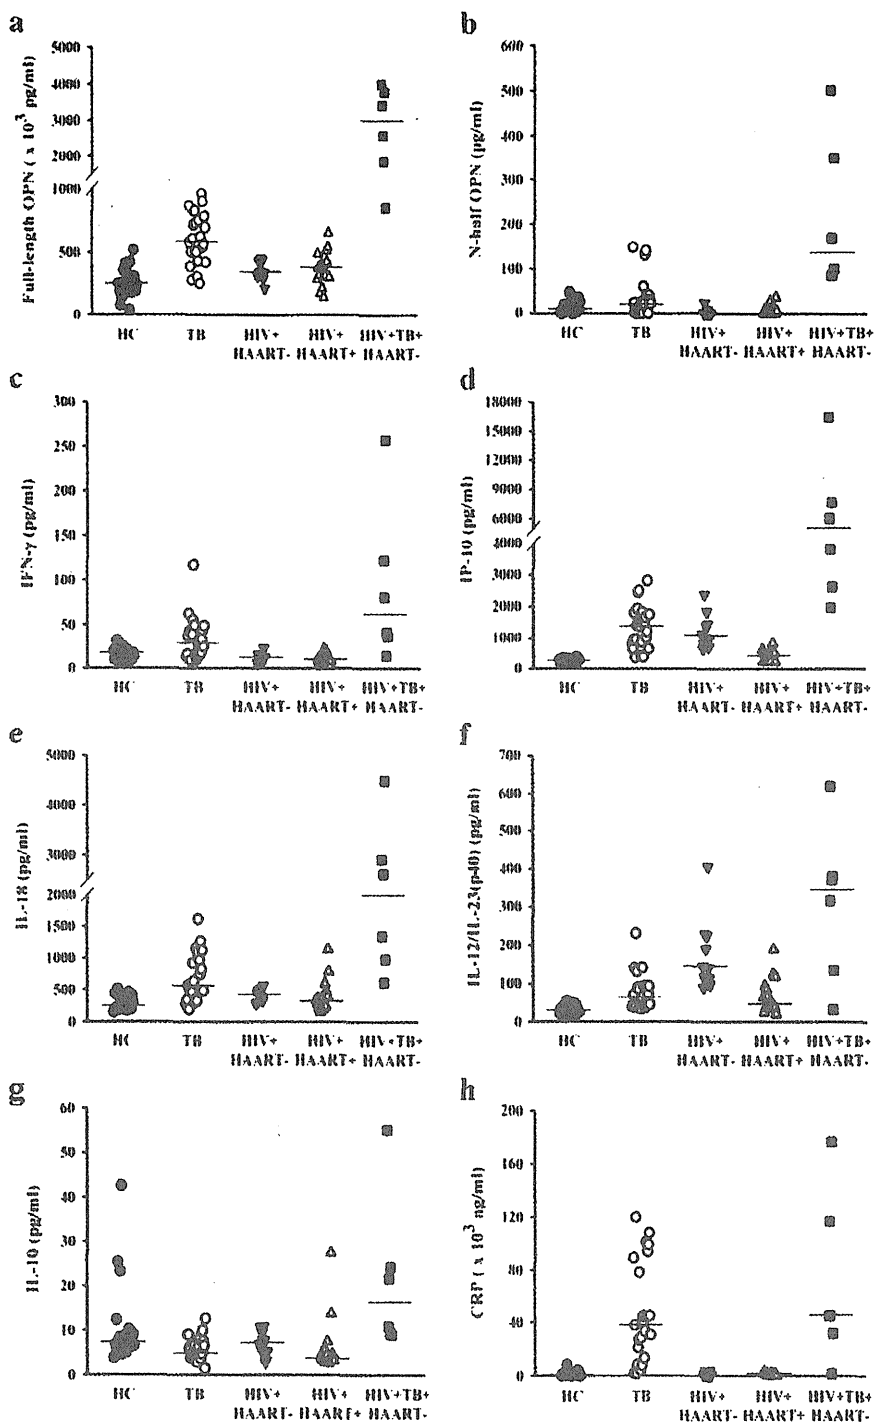 a
Full-length OPN ( x 10³ pg/ml)
5000
4000
3000
2000
1000
500
0
HC TB HIV+ HIV+ HIV+TB+
HAART- HAART+ HAART-
b
N-half OPN (pg/ml)
600
500
400
300
200
100
0
HC TB HIV+ HIV+ HIV+TB+
HAART- HAART+ HAART-
c
IFN-γ (pg/ml)
300
250
200
150
100
50
0
HC TB HIV+ HIV+ HIV+TB+
HAART- HAART+ HAART-
d
IP-10 (pg/ml)
18000
15000
12000
9000
6000
4000
3000
2000
1000
0
HC TB HIV+ HIV+ HIV+TB+
HAART- HAART+ HAART-
e
IL-18 (pg/ml)
5000
4000
3000
2000
1500
1000
500
0
HC TB HIV+ HIV+ HIV+TB+
HAART- HAART+ HAART-
f
IL-12/IL-23(p40) (pg/ml)
700
600
500
400
300
200
100
0
HC TB HIV+ HIV+ HIV+TB+
HAART- HAART+ HAART-
g
IL-10 (pg/ml)
60
50
40
30
20
10
0
HC TB HIV+ HIV+ HIV+TB+
HAART- HAART+ HAART-
h
CRP ( x 10³ ng/ml)
200
160
120
80
40
0
HC TB HIV+ HIV+ HIV+TB+
HAART- HAART+ HAART-